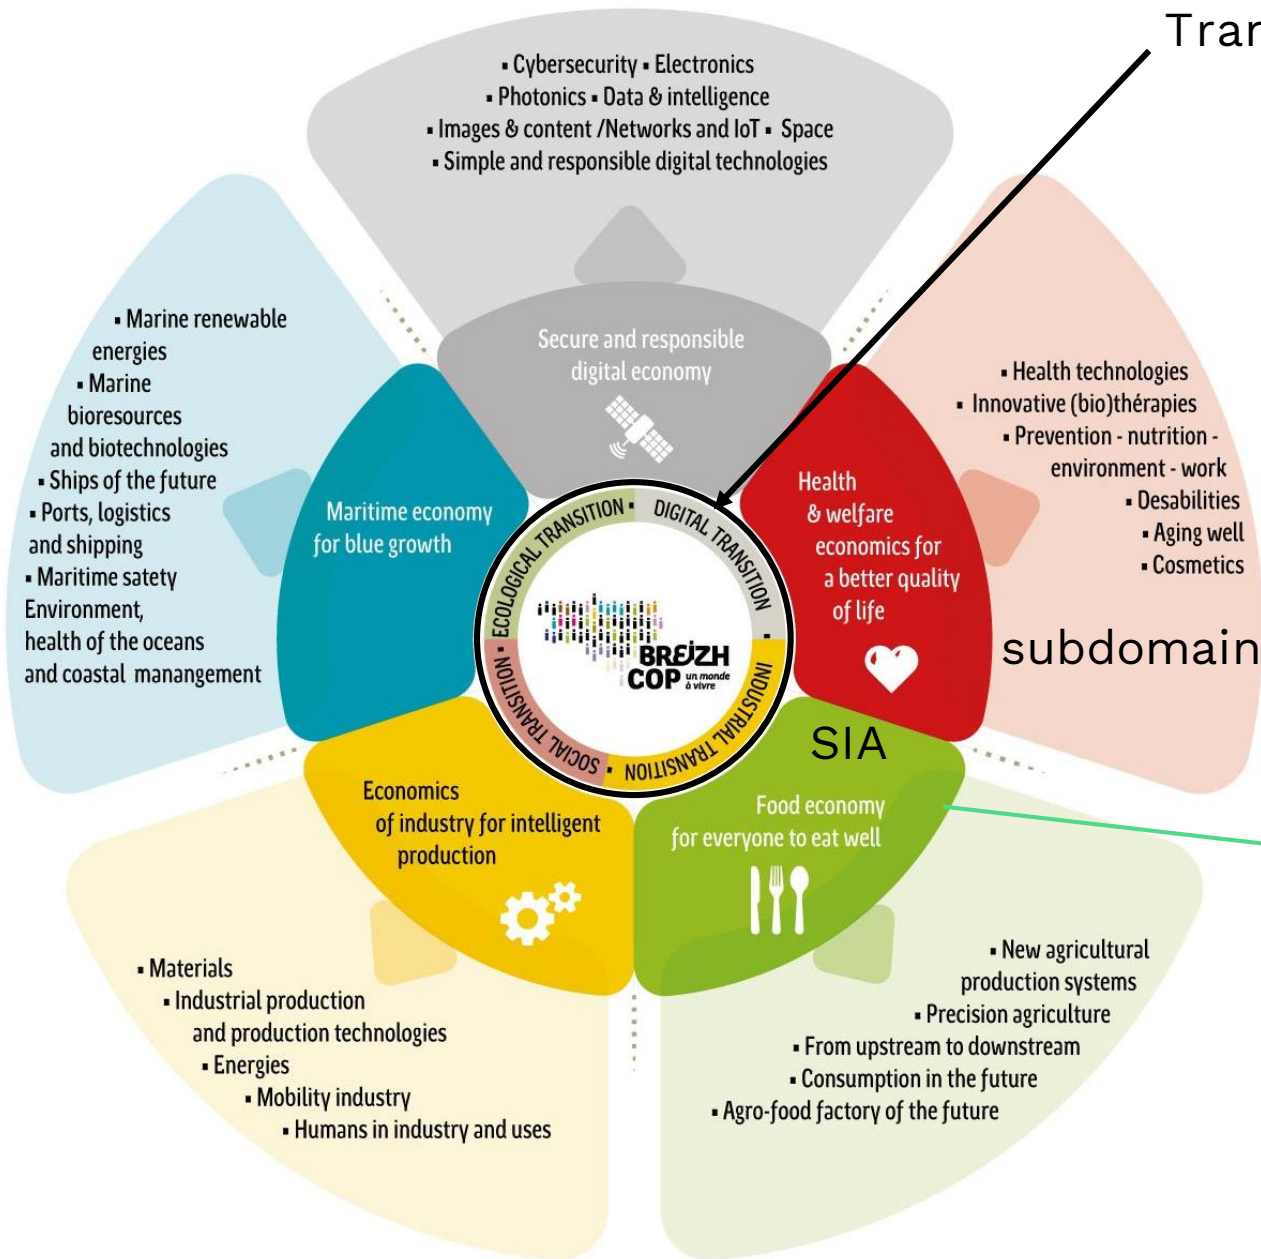 Tran
▪ Cybersecurity ▪ Electronics
▪ Photonics ▪ Data & intelligence
▪ Images & content /Networks and IoT ▪ Space
▪ Simple and responsible digital technologies
Secure and responsible
digital economy
▪ Marine renewable
energies
▪ Marine
bioresources
and biotechnologies
▪ Ships of the future
▪ Ports, logistics
and shipping
▪ Maritime satety
Environment,
health of the oceans
and coastal manangement
Maritime economy
for blue growth
▪ Health technologies
▪ Innovative (bio)thérapies
▪ Prevention - nutrition -
environment - work
▪ Desabilities
▪ Aging well
▪ Cosmetics
Health
& welfare
economics for
a better quality
of life
subdomain
ECOLOGICAL TRANSITION ▪
DIGITAL TRANSITION ▪
INDUSTRIAL TRANSITION ▪
SOCIAL TRANSITION ▪
BREIZH
COP un monde
à vivre
SIA
Food economy
for everyone to eat well
Economics
of industry for intelligent
production
▪ Materials
▪ Industrial production
and production technologies
▪ Energies
▪ Mobility industry
▪ Humans in industry and uses
▪ New agricultural
production systems
▪ Precision agriculture
▪ From upstream to downstream
▪ Consumption in the future
▪ Agro-food factory of the future